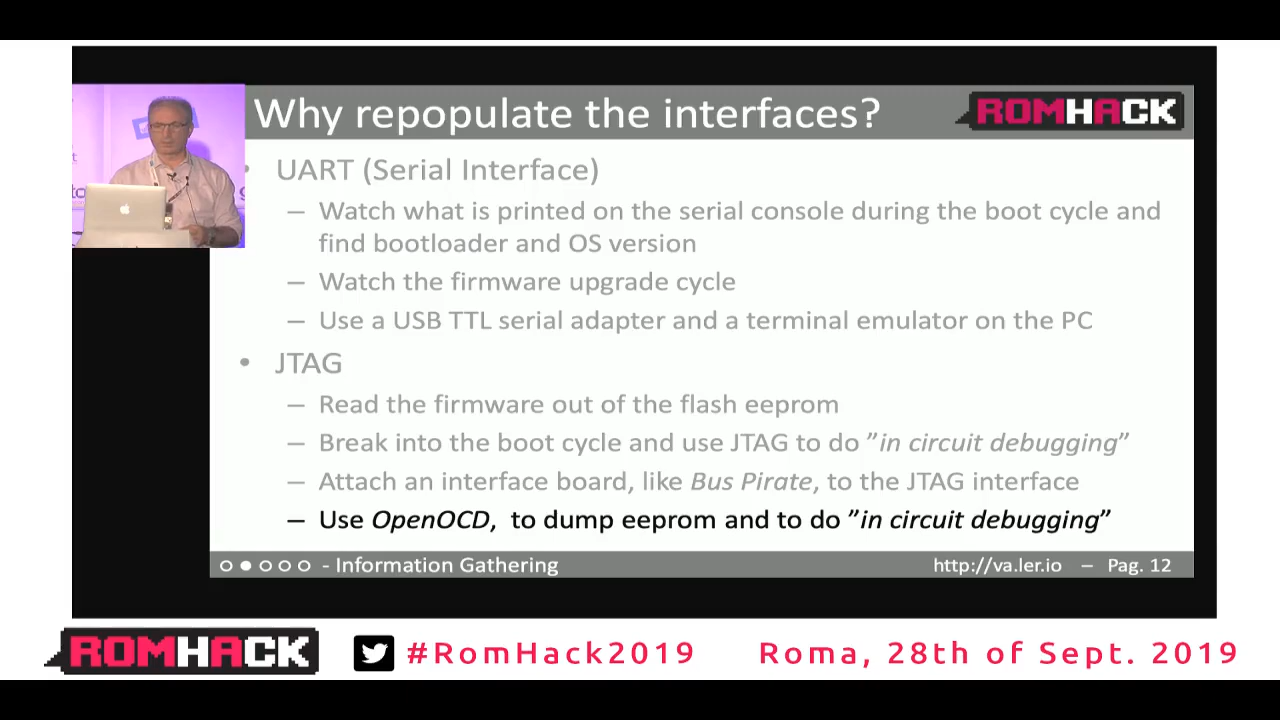 Why repopulate the interfaces?
ROMHACK
• UART (Serial Interface)
– Watch what is printed on the serial console during the boot cycle and
find bootloader and OS version
– Watch the firmware upgrade cycle
– Use a USB TTL serial adapter and a terminal emulator on the PC
• JTAG
– Read the firmware out of the flash eeprom
– Break into the boot cycle and use JTAG to do ”in circuit debugging”
– Attach an interface board, like Bus Pirate, to the JTAG interface
– Use OpenOCD, to dump eeprom and to do ”in circuit debugging”
- Information Gathering
http://va.ler.io – Pag. 12
ROMHACK
#RomHack2019
Roma, 28th of Sept. 2019